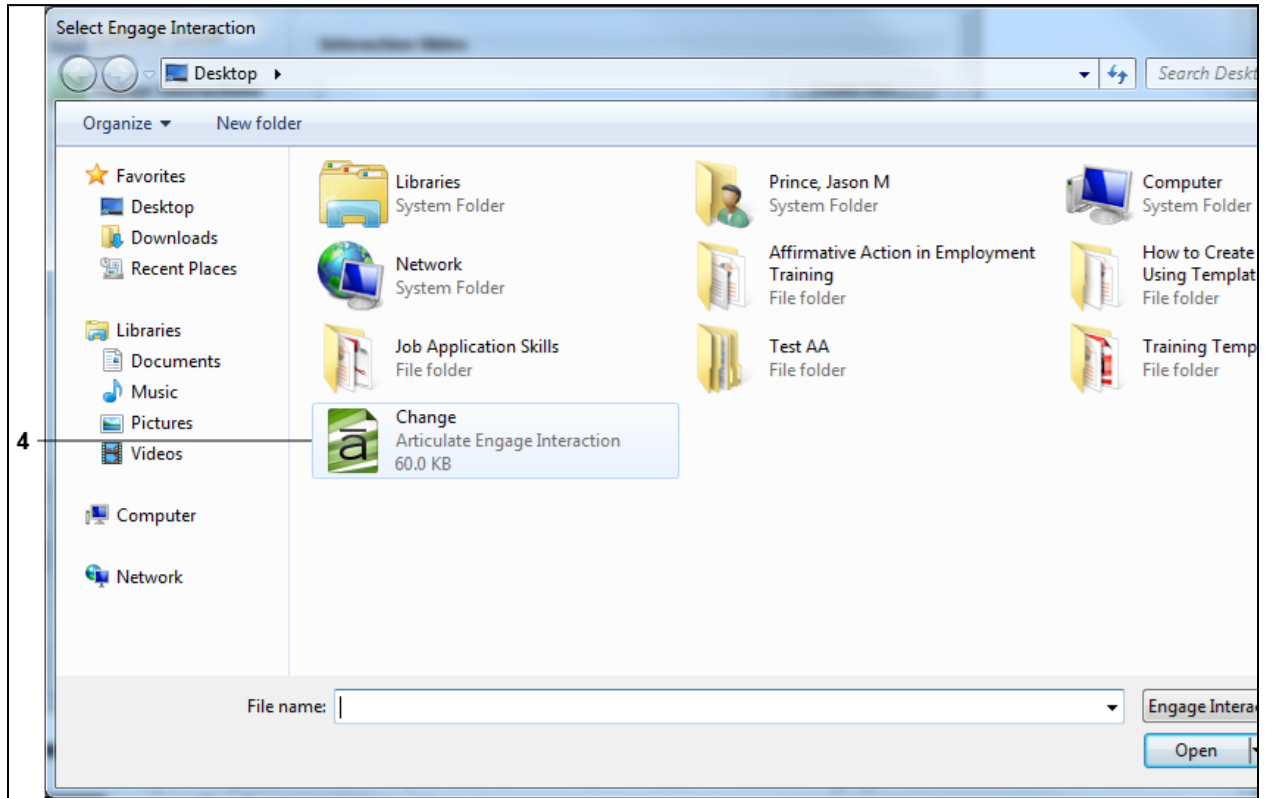 Select Engage Interaction
Desktop
Search Deskt
Organize
New folder
Favorites
Desktop
Downloads
Recent Places
Libraries
Documents
Music
Pictures
Videos
Computer
Network
Libraries
System Folder
Prince, Jason M
System Folder
Computer
System Folder
Network
System Folder
Affirmative Action in Employment
Training
File folder
How to Create
Using Templat
File folder
Job Application Skills
File folder
Test AA
File folder
Training Temp
File folder
4
ā
Change
Articulate Engage Interaction
60.0 KB
File name:
Engage Intera
Open